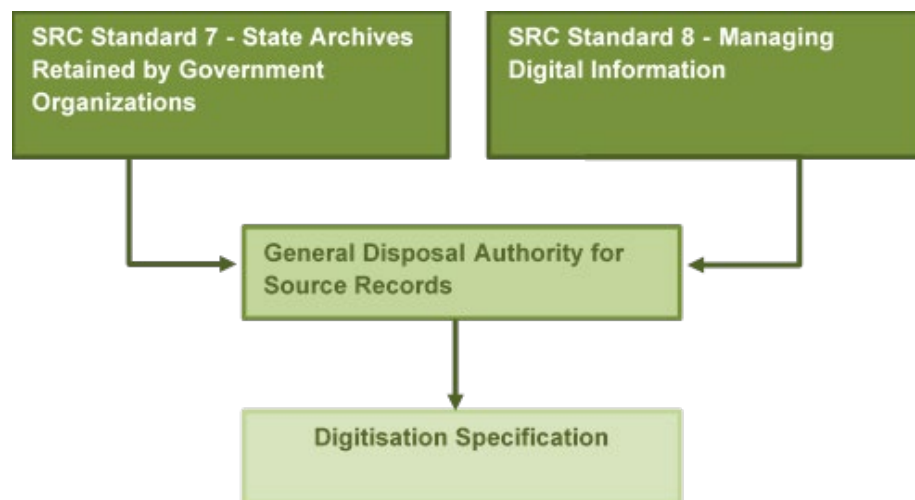 SRC Standard 7 - State Archives
Retained by Government
Organizations
SRC Standard 8 - Managing
Digital Information
General Disposal Authority for
Source Records
Digitisation Specification